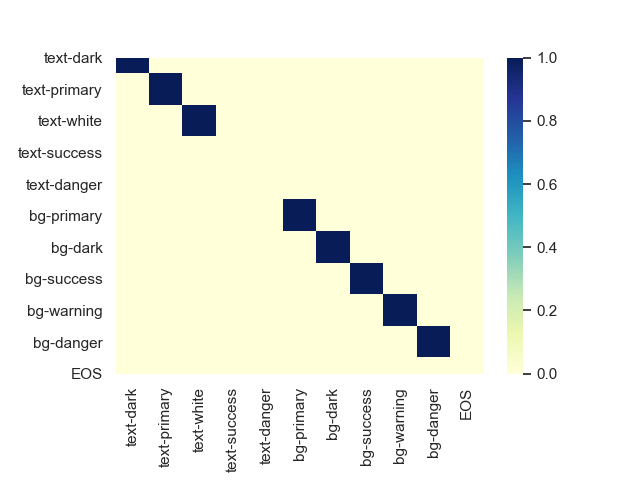 text-dark
text-primary
text-white
text-success
text-danger
bg-primary
bg-dark
bg-success
bg-warning
bg-danger
EOS
text-dark
text-primary
text-white
text-success
text-danger
bg-primary
bg-dark
bg-success
bg-warning
bg-danger
EOS
1.0
0.8
0.6
0.4
0.2
0.0